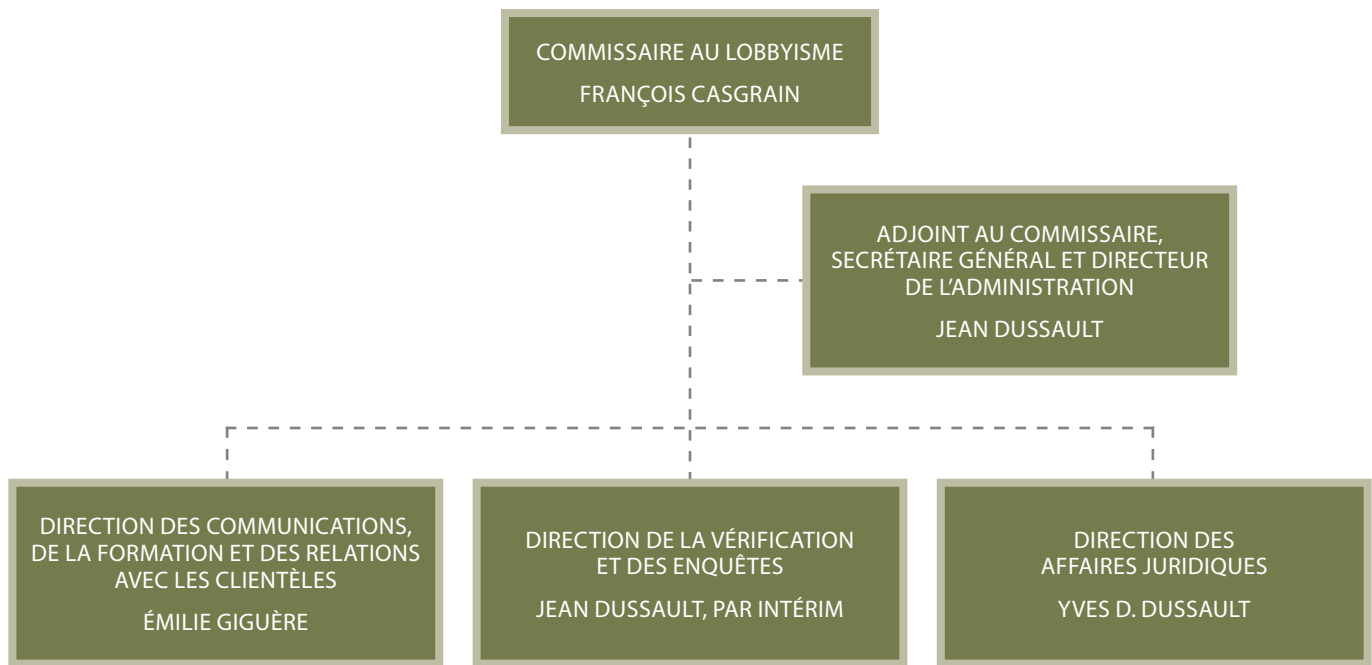 COMMISSAIRE AU LOBBYISME
FRANÇOIS CASGRAIN
ADJOINT AU COMMISSAIRE,
SECRÉTAIRE GÉNÉRAL ET DIRECTEUR
DE L’ADMINISTRATION
JEAN DUSSAULT
DIRECTION DES COMMUNICATIONS,
DE LA FORMATION ET DES RELATIONS
AVEC LES CLIENTÈLES
ÉMILIE GIGUÈRE
DIRECTION DE LA VÉRIFICATION
ET DES ENQUÊTES
JEAN DUSSAULT, PAR INTÉRIM
DIRECTION DES
AFFAIRES JURIDIQUES
YVES D. DUSSAULT